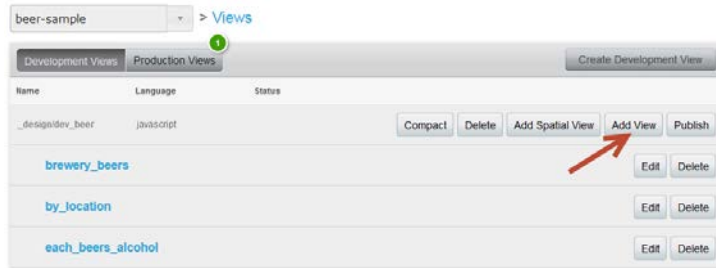 beer-sample > Views
1
Development Views Production Views Create Development View
Name Language Status
_design/dev_beer javascript Compact Delete Add Spatial View Add View Publish
brewery_beers Edit Delete
by_location Edit Delete
each_beers_alcohol Edit Delete